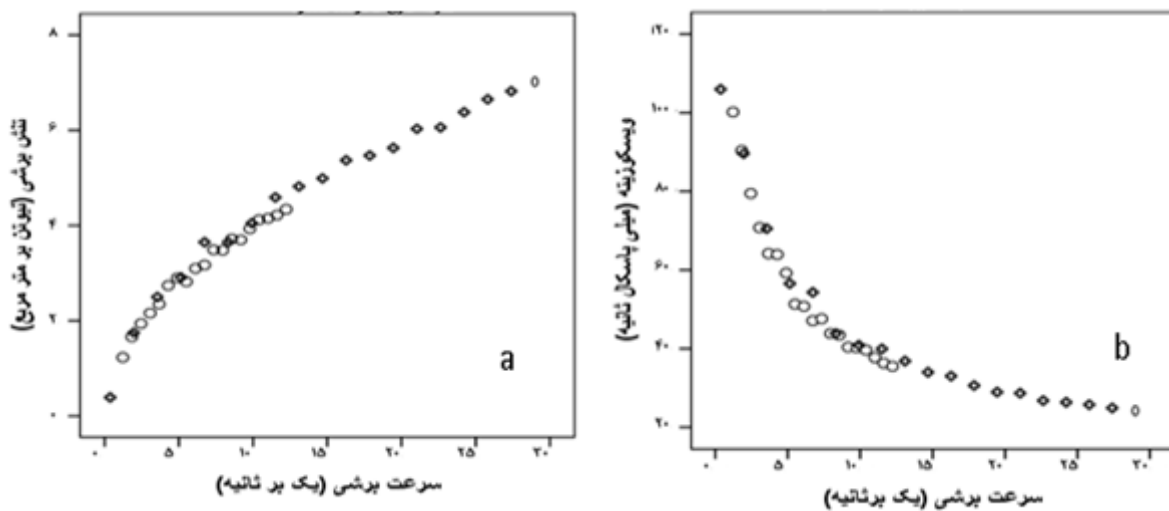 تنش برشی (نیوتن بر متر مربع)
۸
۶
۴
۲
۰
a
۰ ۵ ۱۰ ۱۵ ۲۰ ۲۵ ۳۰
سرعت برشی (یک بر ثانیه)
ویسکوزیته (میلی پاسکال ثانیه)
۱۲۰
۱۰۰
۸۰
۶۰
۴۰
۲۰
b
۰ ۵ ۱۰ ۱۵ ۲۰ ۲۵ ۳۰
سرعت برشی (یک برثانیه)